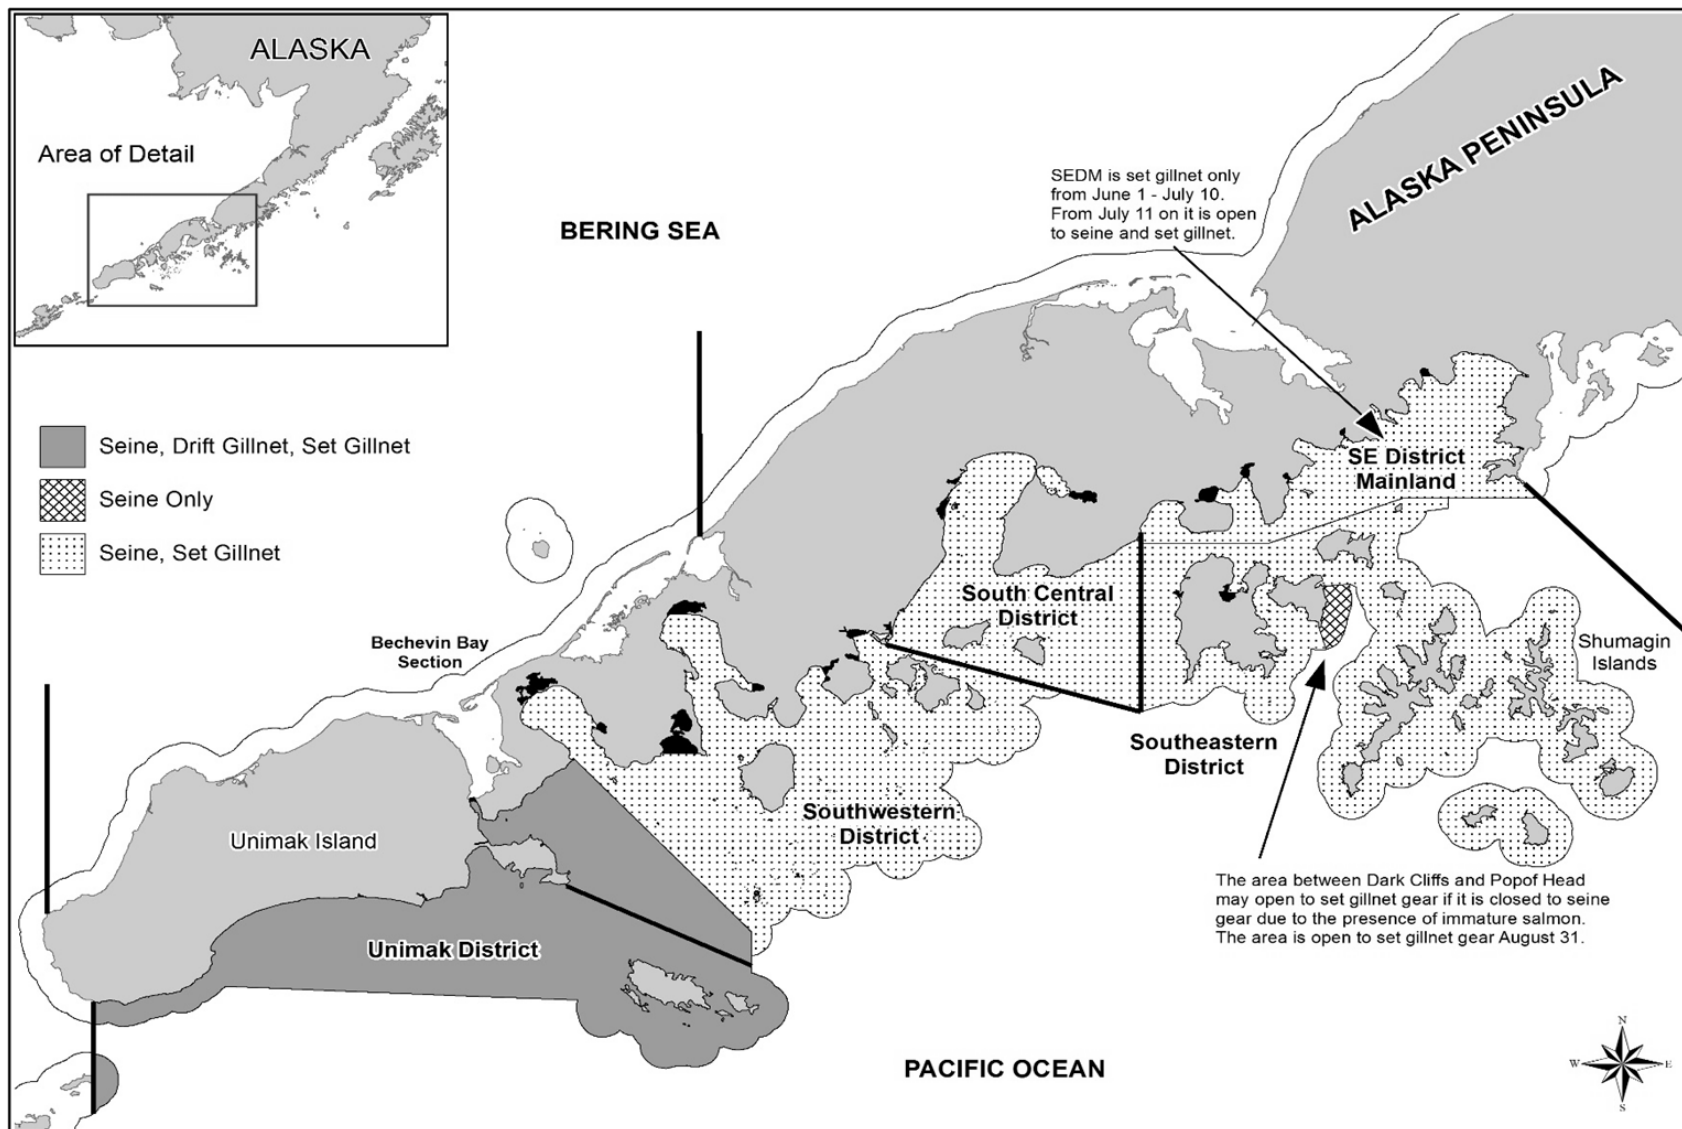 ALASKA
Area of Detail
BERING SEA
ALASKA PENINSULA
SEDM is set gillnet only
from June 1 - July 10.
From July 11 on it is open
to seine and set gillnet.
Seine, Drift Gillnet, Set Gillnet
Seine Only
Seine, Set Gillnet
SE District
Mainland
South Central
District
Bechevin Bay
Section
Shumagin
Islands
Southeastern
District
Southwestern
District
Unimak Island
Unimak District
The area between Dark Cliffs and Popof Head
may open to set gillnet gear if it is closed to seine
gear due to the presence of immature salmon.
The area is open to set gillnet gear August 31.
PACIFIC OCEAN
N
W
E
S